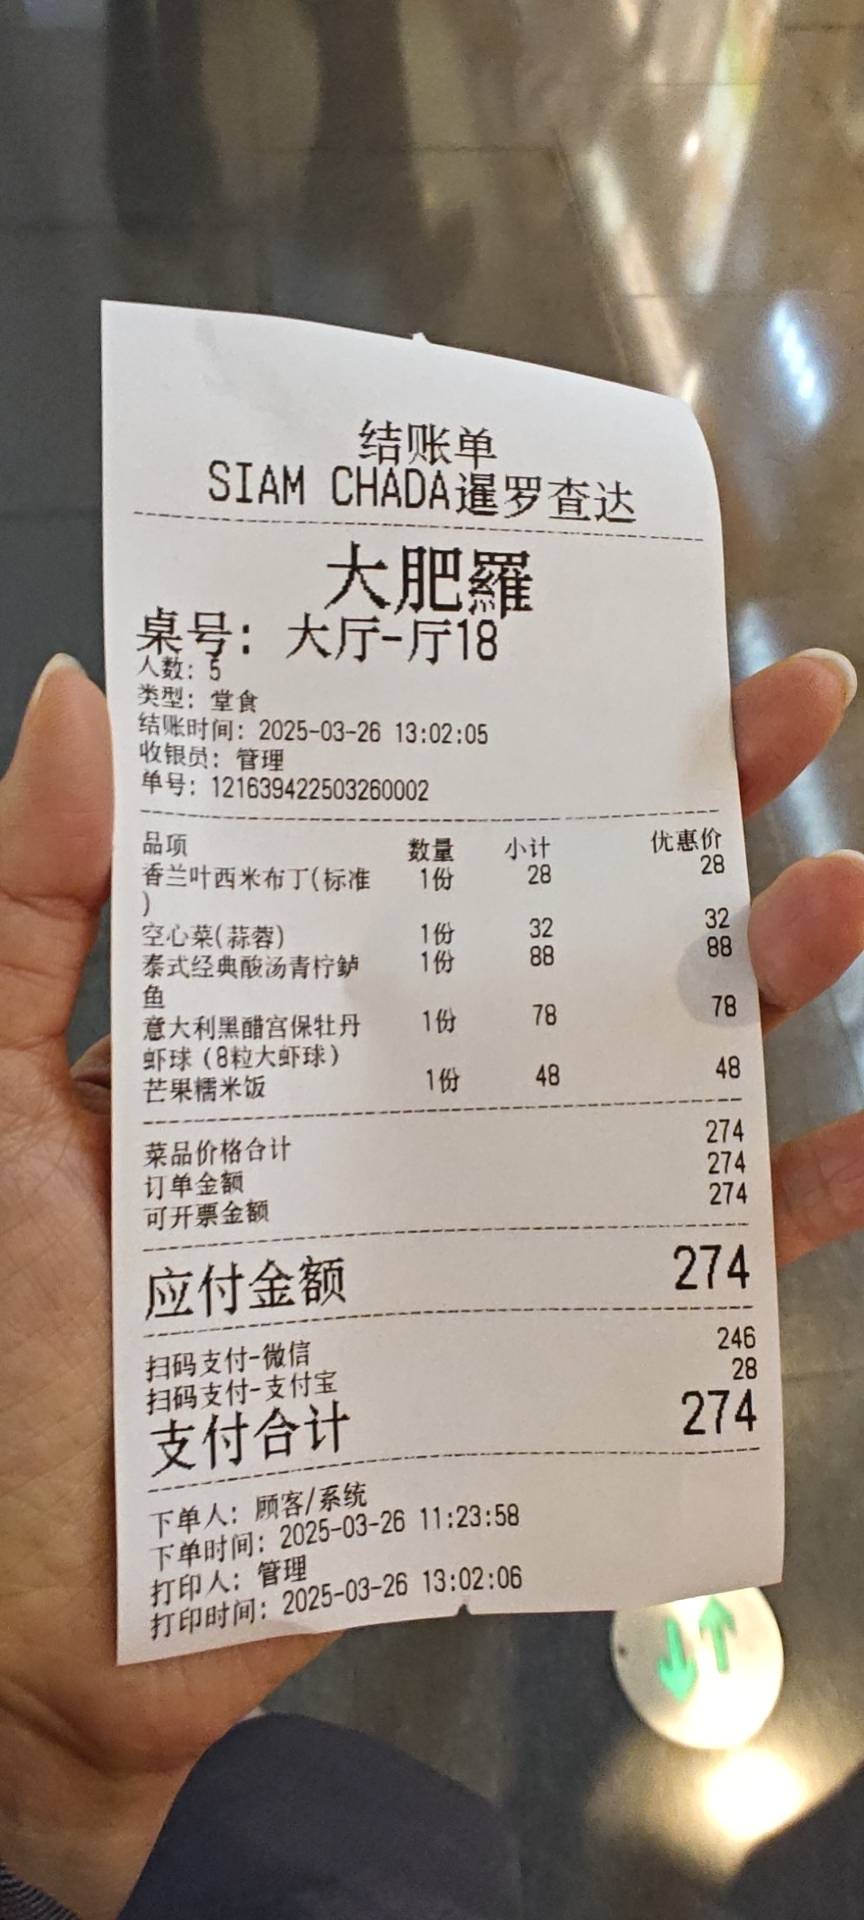 结账单
SIAM CHADA暹罗查达
大肥羅
桌号: 大厅-厅18
人数: 5
类型: 堂食
结账时间: 2025-03-26 13:02:05
收银员: 管理
单号: 121639422503260002
品项 数量 小计 优惠价
香兰叶西米布丁(标准 1份 28 28
)
空心菜(蒜蓉) 1份 32 32
泰式经典酸汤青柠鲈 1份 88 88
鱼
意大利黑醋宫保牡丹 1份 78 78
虾球（8粒大虾球）
芒果糯米饭 1份 48 48
菜品价格合计 274
订单金额 274
可开票金额 274
应付金额 274
扫码支付-微信 246
扫码支付-支付宝 28
支付合计 274
下单人: 顾客/系统
下单时间: 2025-03-26 11:23:58
打印人: 管理
打印时间: 2025-03-26 13:02:06